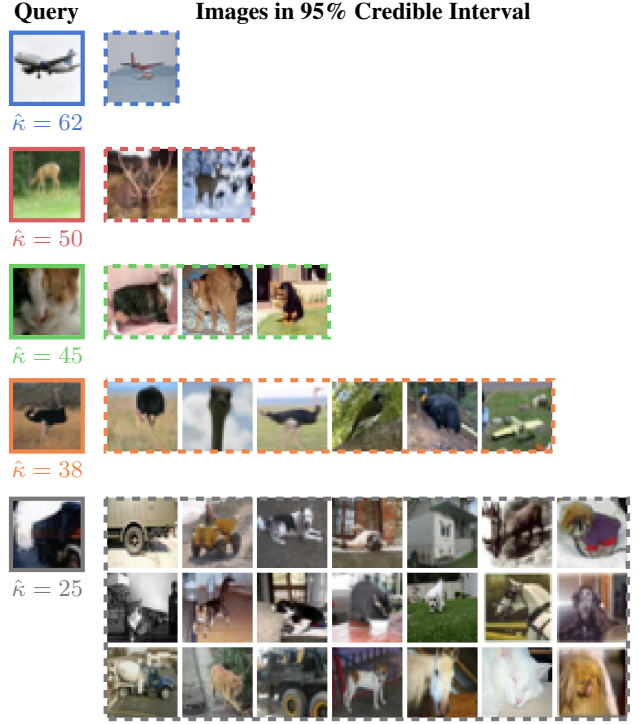 Query Images in 95% Credible Interval
κ̂ = 62
κ̂ = 50
κ̂ = 45
κ̂ = 38
κ̂ = 25